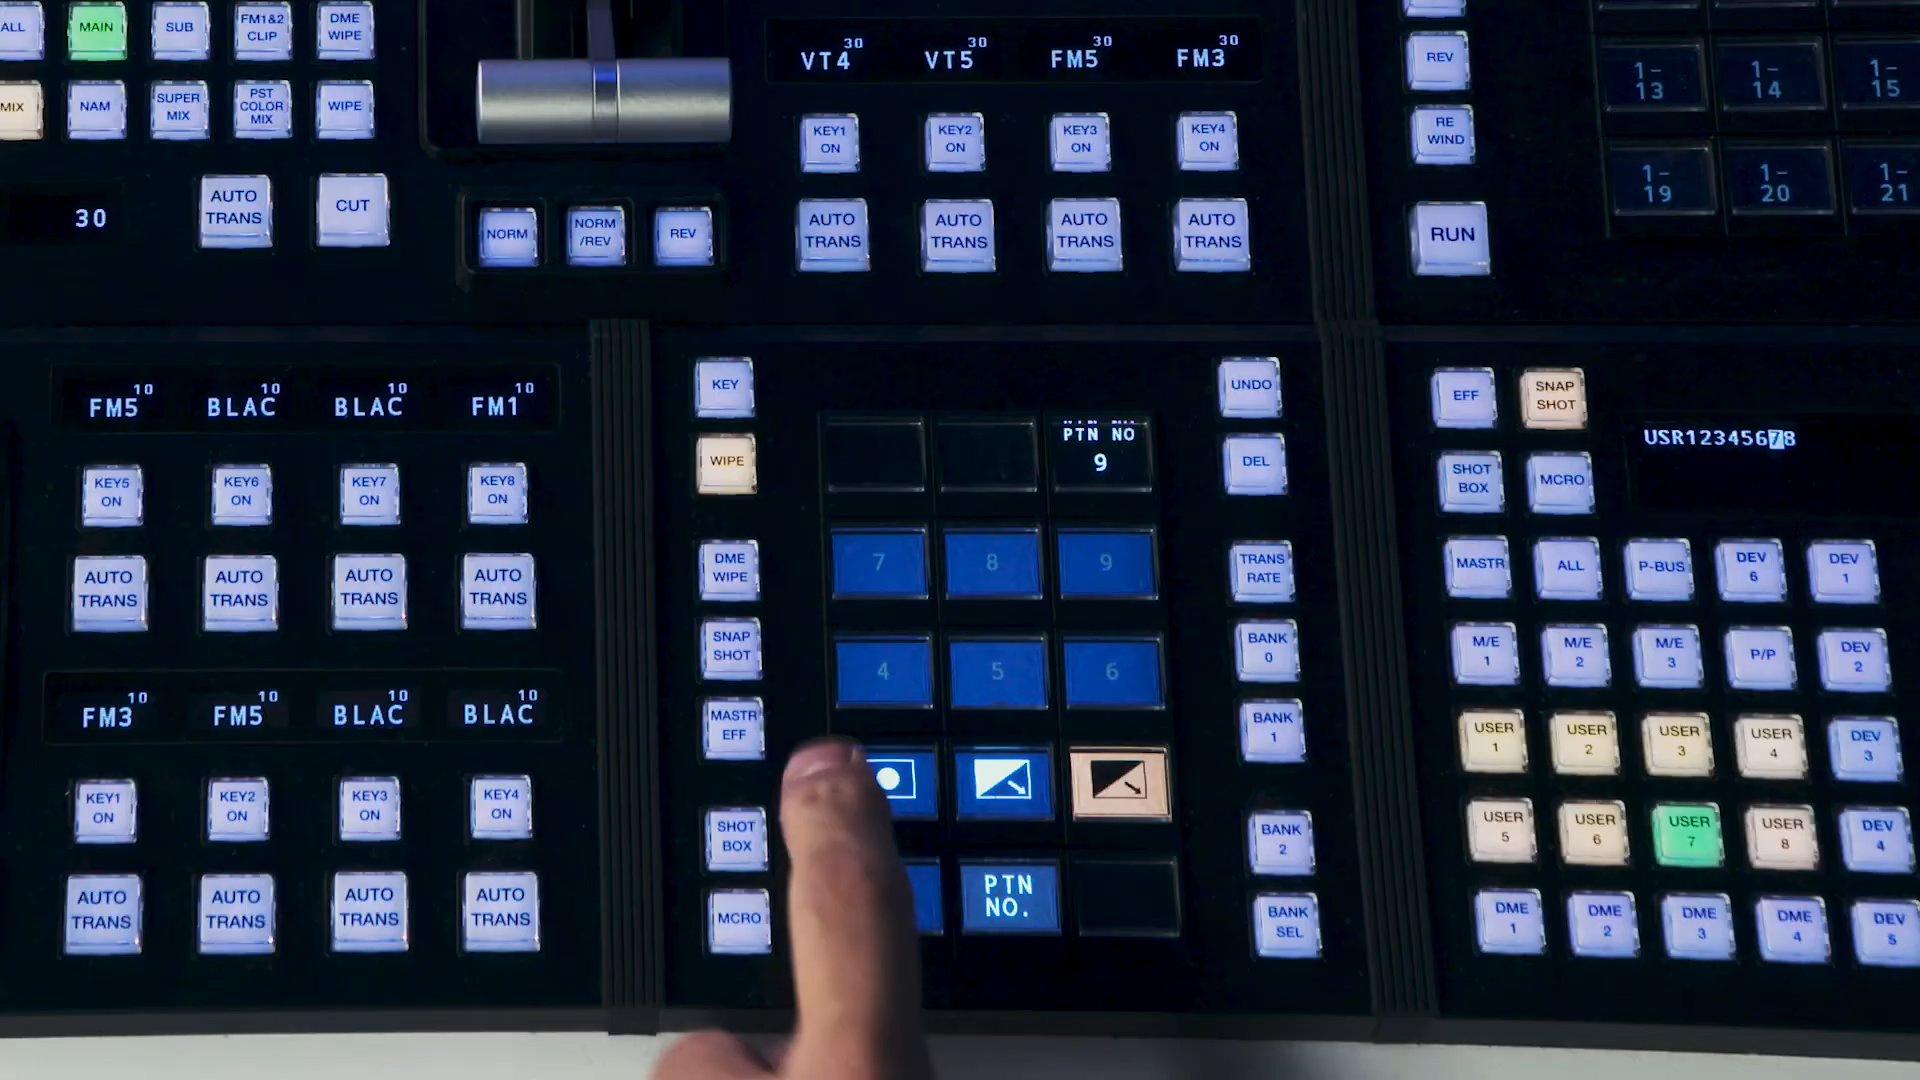 ALL
MAIN
SUB
FM1&2
CLIP
DME
WIPE
MIX
NAM
SUPER
MIX
PST
COLOR
MIX
WIPE
30
AUTO
TRANS
CUT
NORM
NORM
/REV
REV
VT4 30
VT5 30
FM5 30
FM3 30
KEY1
ON
KEY2
ON
KEY3
ON
KEY4
ON
AUTO
TRANS
AUTO
TRANS
AUTO
TRANS
AUTO
TRANS
REV
RE
WIND
RUN
1-
13
1-
14
1-
15
1-
19
1-
20
1-
21
FM5 10
BLAC 10
BLAC 10
FM1 10
KEY5
ON
KEY6
ON
KEY7
ON
KEY8
ON
AUTO
TRANS
AUTO
TRANS
AUTO
TRANS
AUTO
TRANS
FM3 10
FM5 10
BLAC 10
BLAC 10
KEY1
ON
KEY2
ON
KEY3
ON
KEY4
ON
AUTO
TRANS
AUTO
TRANS
AUTO
TRANS
AUTO
TRANS
KEY
WIPE
DME
WIPE
SNAP
SHOT
MASTR
EFF
SHOT
BOX
MCRO
PTN NO
9
7
8
9
4
5
6
PTN
NO.
UNDO
DEL
TRANS
RATE
BANK
0
BANK
1
BANK
2
BANK
SEL
EFF
SNAP
SHOT
USR12345678
SHOT
BOX
MCRO
MASTR
ALL
P-BUS
DEV
6
DEV
1
M/E
1
M/E
2
M/E
3
P/P
DEV
2
USER
1
USER
2
USER
3
USER
4
DEV
3
USER
5
USER
6
USER
7
USER
8
DEV
4
DME
1
DME
2
DME
3
DME
4
DEV
5